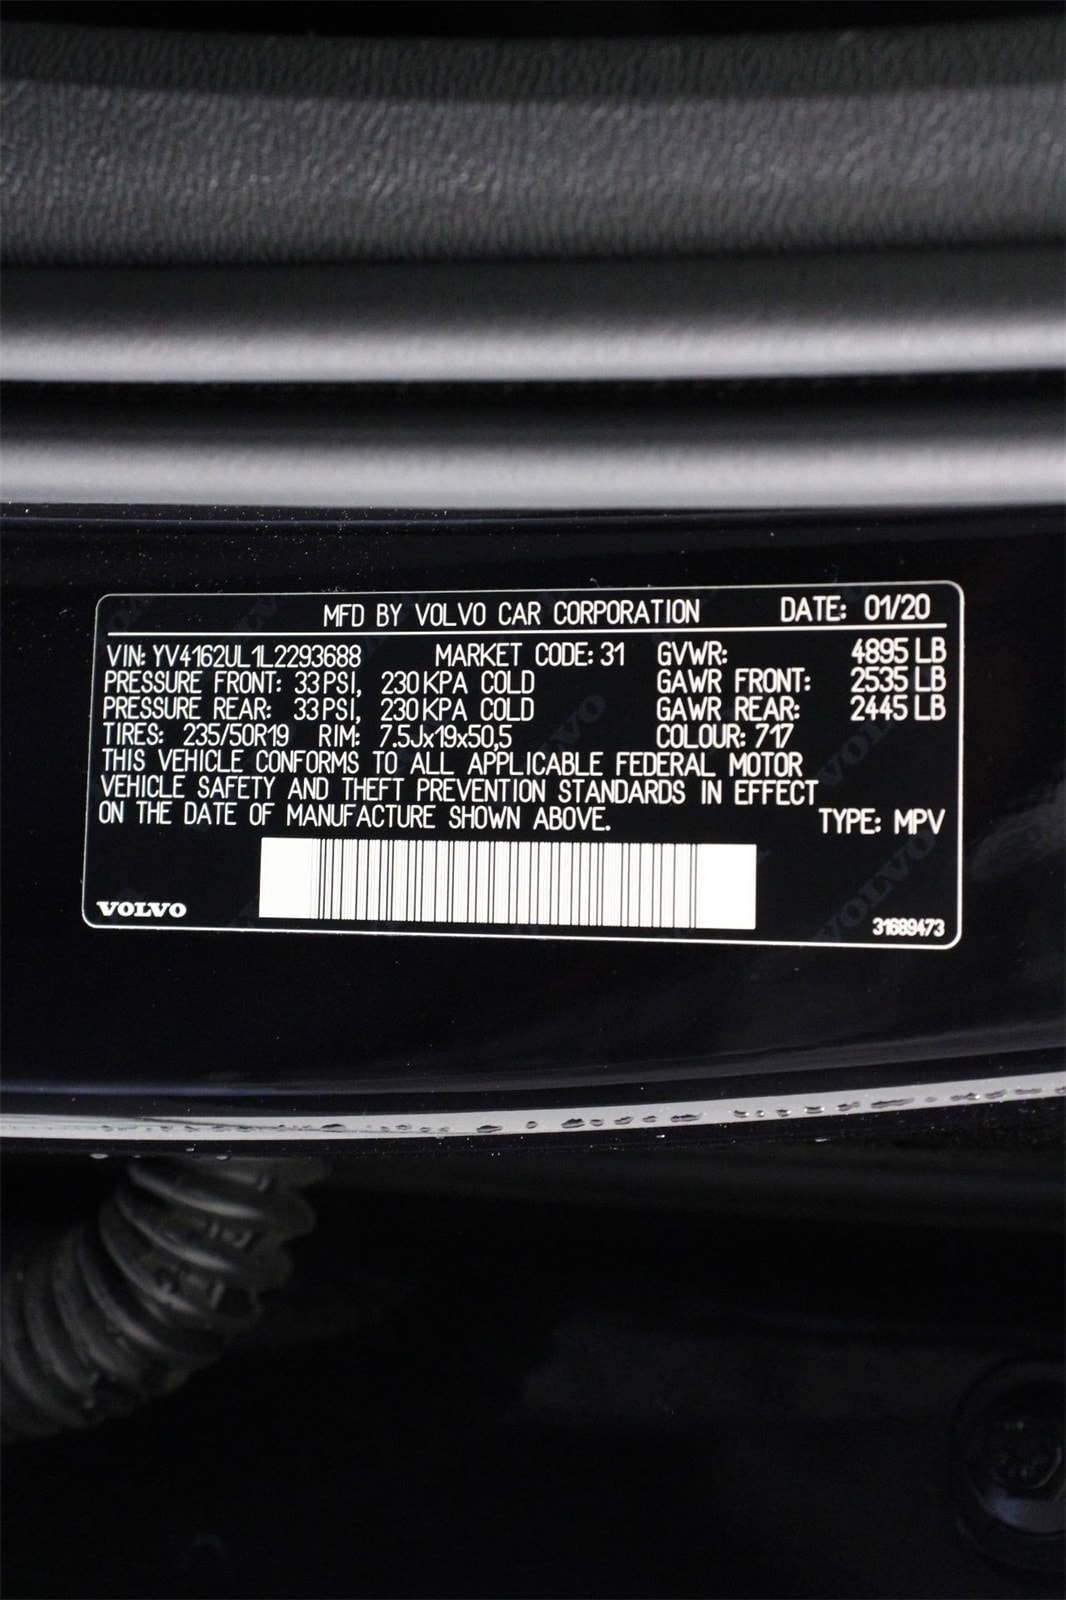 MFD BY VOLVO CAR CORPORATION DATE: 01/20
VIN: YV4162UL1L2293688 MARKET CODE: 31 GVWR: 4895 LB
PRESSURE FRONT: 33 PSI, 230 KPA COLD GAWR FRONT: 2535 LB
PRESSURE REAR: 33 PSI, 230 KPA COLD GAWR REAR: 2445 LB
TIRES: 235/50R19 RIM: 7.5Jx19x50,5 COLOUR: 717
THIS VEHICLE CONFORMS TO ALL APPLICABLE FEDERAL MOTOR
VEHICLE SAFETY AND THEFT PREVENTION STANDARDS IN EFFECT
ON THE DATE OF MANUFACTURE SHOWN ABOVE. TYPE: MPV
VOLVO 31689473